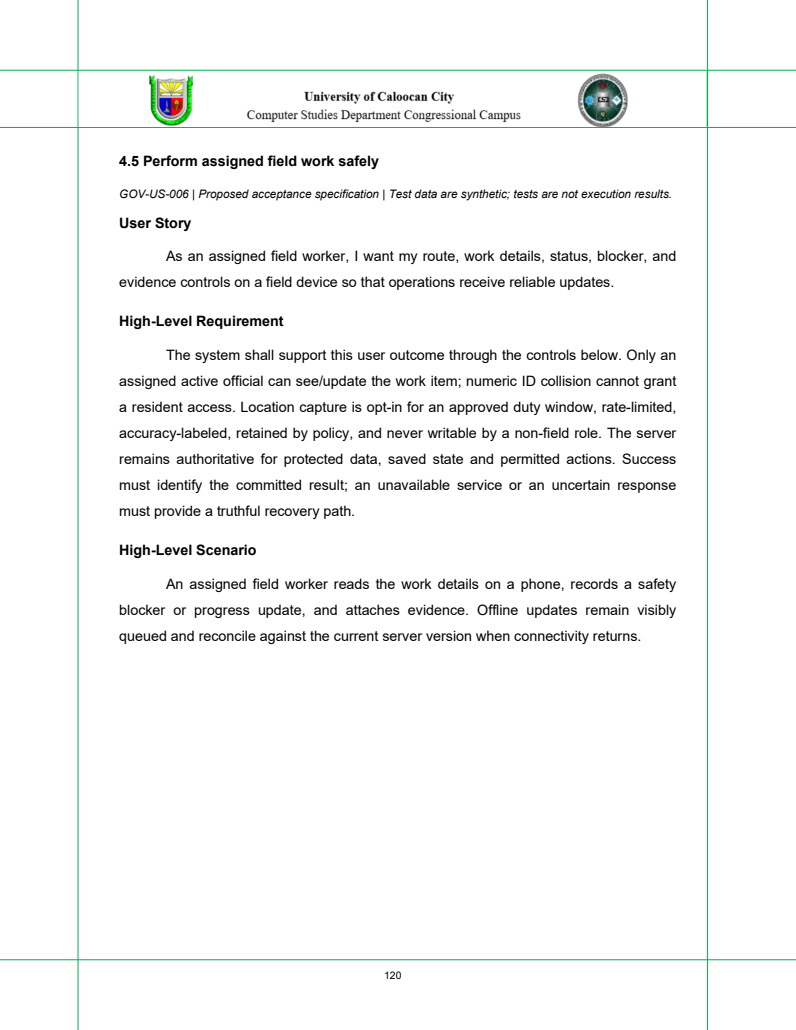 University of Caloocan City
Computer Studies Department Congressional Campus
4.5 Perform assigned field work safely
GOV-US-006 | Proposed acceptance specification | Test data are synthetic; tests are not execution results.
User Story
As an assigned field worker, I want my route, work details, status, blocker, and
evidence controls on a field device so that operations receive reliable updates.
High-Level Requirement
The system shall support this user outcome through the controls below. Only an
assigned active official can see/update the work item; numeric ID collision cannot grant
a resident access. Location capture is opt-in for an approved duty window, rate-limited,
accuracy-labeled, retained by policy, and never writable by a non-field role. The server
remains authoritative for protected data, saved state and permitted actions. Success
must identify the committed result; an unavailable service or an uncertain response
must provide a truthful recovery path.
High-Level Scenario
An assigned field worker reads the work details on a phone, records a safety
blocker or progress update, and attaches evidence. Offline updates remain visibly
queued and reconcile against the current server version when connectivity returns.
120